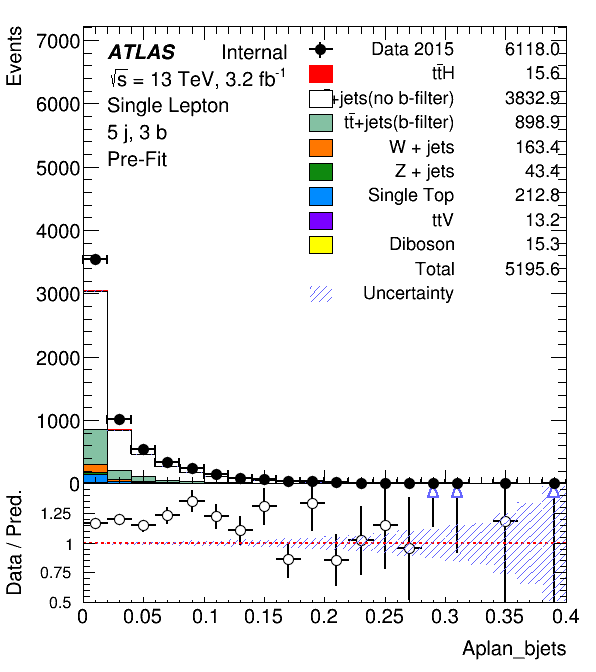 Events
7000
6000
5000
4000
3000
2000
1000
0
ATLAS Internal
√s = 13 TeV, 3.2 fb⁻¹
Single Lepton
5 j, 3 b
Pre-Fit
Data 2015 6118.0
tt̄H 15.6
+jets(no b-filter) 3832.9
tt̄+jets(b-filter) 898.9
W + jets 163.4
Z + jets 43.4
Single Top 212.8
ttV 13.2
Diboson 15.3
Total 5195.6
Uncertainty
Data / Pred.
1.25
1
0.75
0.5
0 0.05 0.1 0.15 0.2 0.25 0.3 0.35 0.4
Aplan_bjets